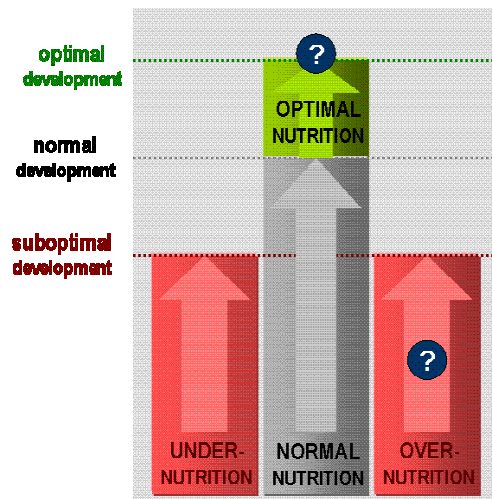 optimal
development
normal
development
suboptimal
development
?
OPTIMAL
NUTRITION
?
UNDER-
NUTRITION
NORMAL
NUTRITION
OVER-
NUTRITION